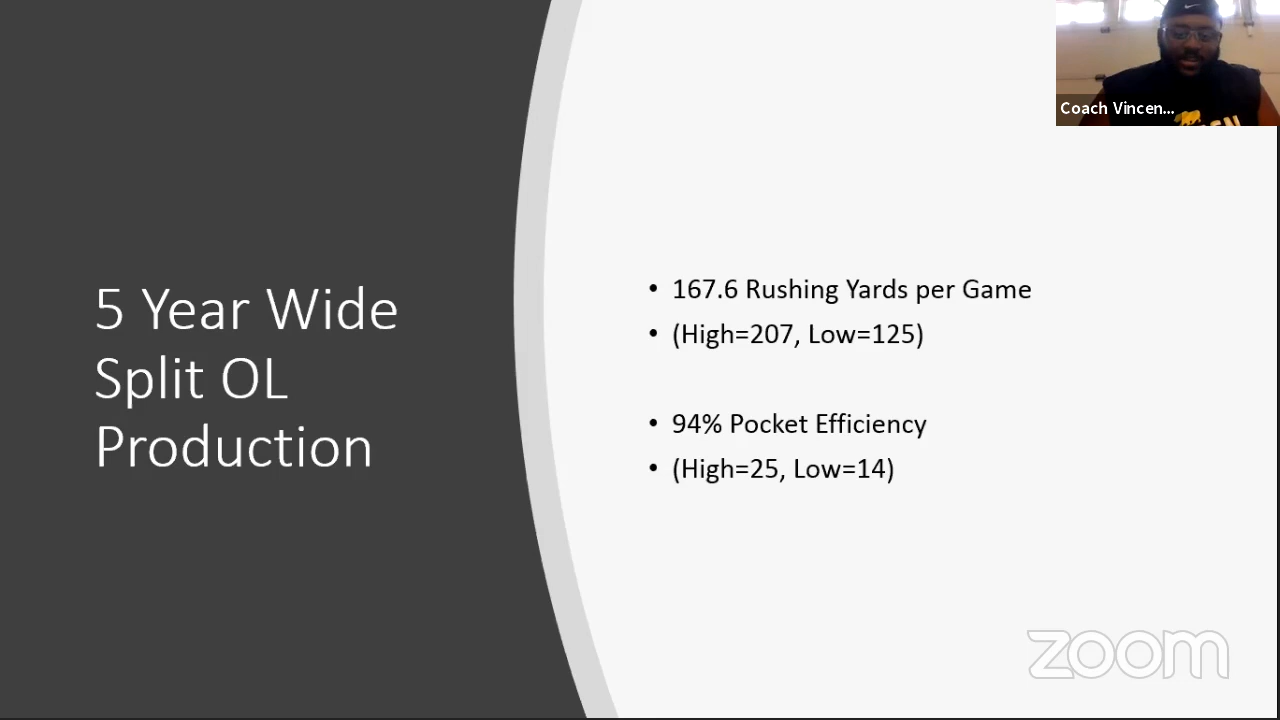 Coach Vincen...
5 Year Wide
Split OL
Production
• 167.6 Rushing Yards per Game
• (High=207, Low=125)
• 94% Pocket Efficiency
• (High=25, Low=14)
zoom